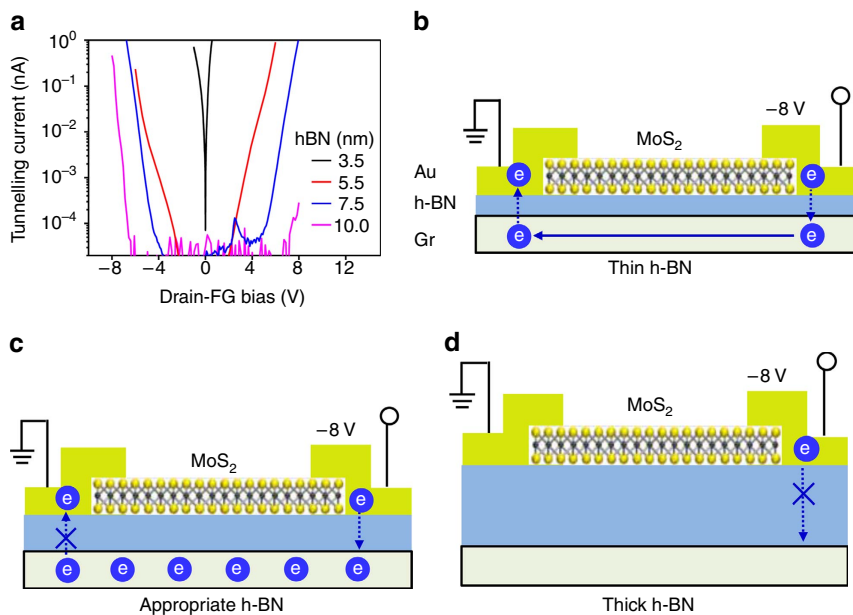 a
10⁰
10⁻¹
10⁻²
10⁻³
10⁻⁴
Tunnelling current (nA)
hBN (nm)
3.5
5.5
7.5
10.0
−8 −4 0 4 8 12
Drain-FG bias (V)
b
−8 V
MoS₂
Au
e e
h-BN
Gr
e e
Thin h-BN
c
−8 V
MoS₂
e e
e e e e e e
Appropriate h-BN
d
−8 V
MoS₂
e
Thick h-BN